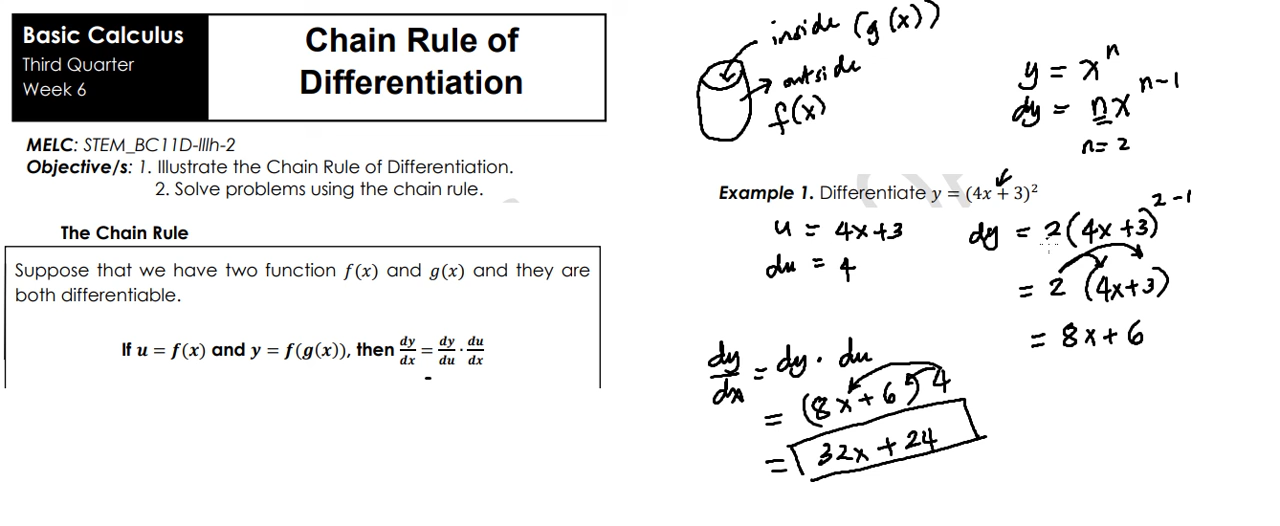 Basic Calculus
Third Quarter
Week 6
Chain Rule of
Differentiation
MELC: STEM_BC11D-IIIh-2
Objective/s: 1. Illustrate the Chain Rule of Differentiation.
2. Solve problems using the chain rule.
The Chain Rule
Suppose that we have two function f(x) and g(x) and they are
both differentiable.
If u = f(x) and y = f(g(x)), then dy/dx = dy/du · du/dx
inside (g(x))
outside
f(x)
y = xⁿ
dy = nxⁿ⁻¹
n = 2
Example 1. Differentiate y = (4x + 3)²
u = 4x+3
du = 4
dy = 2(4x+3)²⁻¹
= 2 (4x+3)
= 8x + 6
dy/dx = dy · du
= (8x+6) 4
= 32x + 24